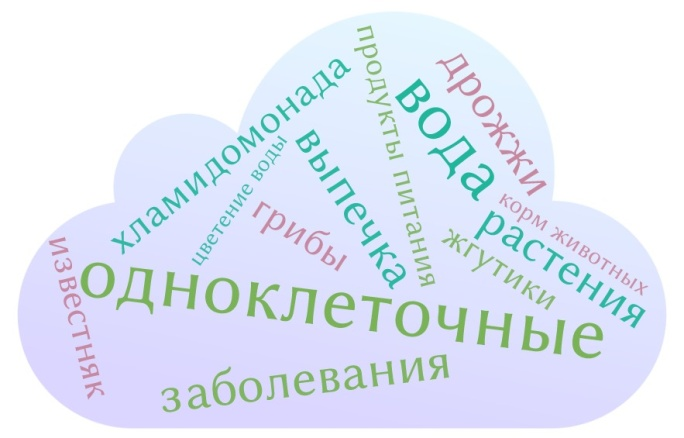 продукты питания
дрожжи
хламидомонада
вода
цветение воды
выпечка
корм животных
грибы
растения
жгутики
известняк
одноклеточные
заболевания